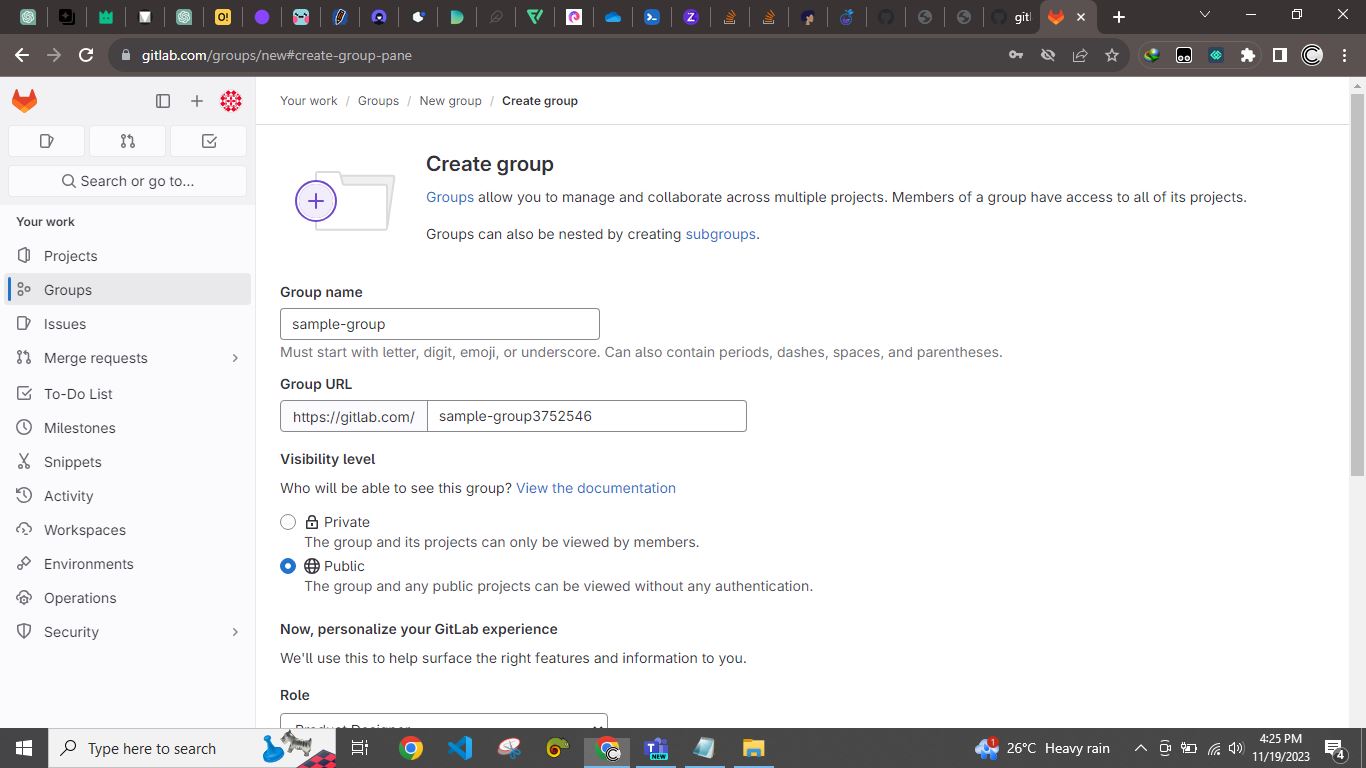 git
gitlab.com/groups/new#create-group-pane
Your work / Groups / New group / Create group
Search or go to...
Your work
Projects
Groups
Issues
Merge requests
To-Do List
Milestones
Snippets
Activity
Workspaces
Environments
Operations
Security
Create group
Groups allow you to manage and collaborate across multiple projects. Members of a group have access to all of its projects.
Groups can also be nested by creating subgroups.
Group name
sample-group
Must start with letter, digit, emoji, or underscore. Can also contain periods, dashes, spaces, and parentheses.
Group URL
https://gitlab.com/ sample-group3752546
Visibility level
Who will be able to see this group? View the documentation
Private
The group and its projects can only be viewed by members.
Public
The group and any public projects can be viewed without any authentication.
Now, personalize your GitLab experience
We'll use this to help surface the right features and information to you.
Role
Product Designer
Type here to search
NEW
1
26°C Heavy rain
4:25 PM
11/19/2023
4